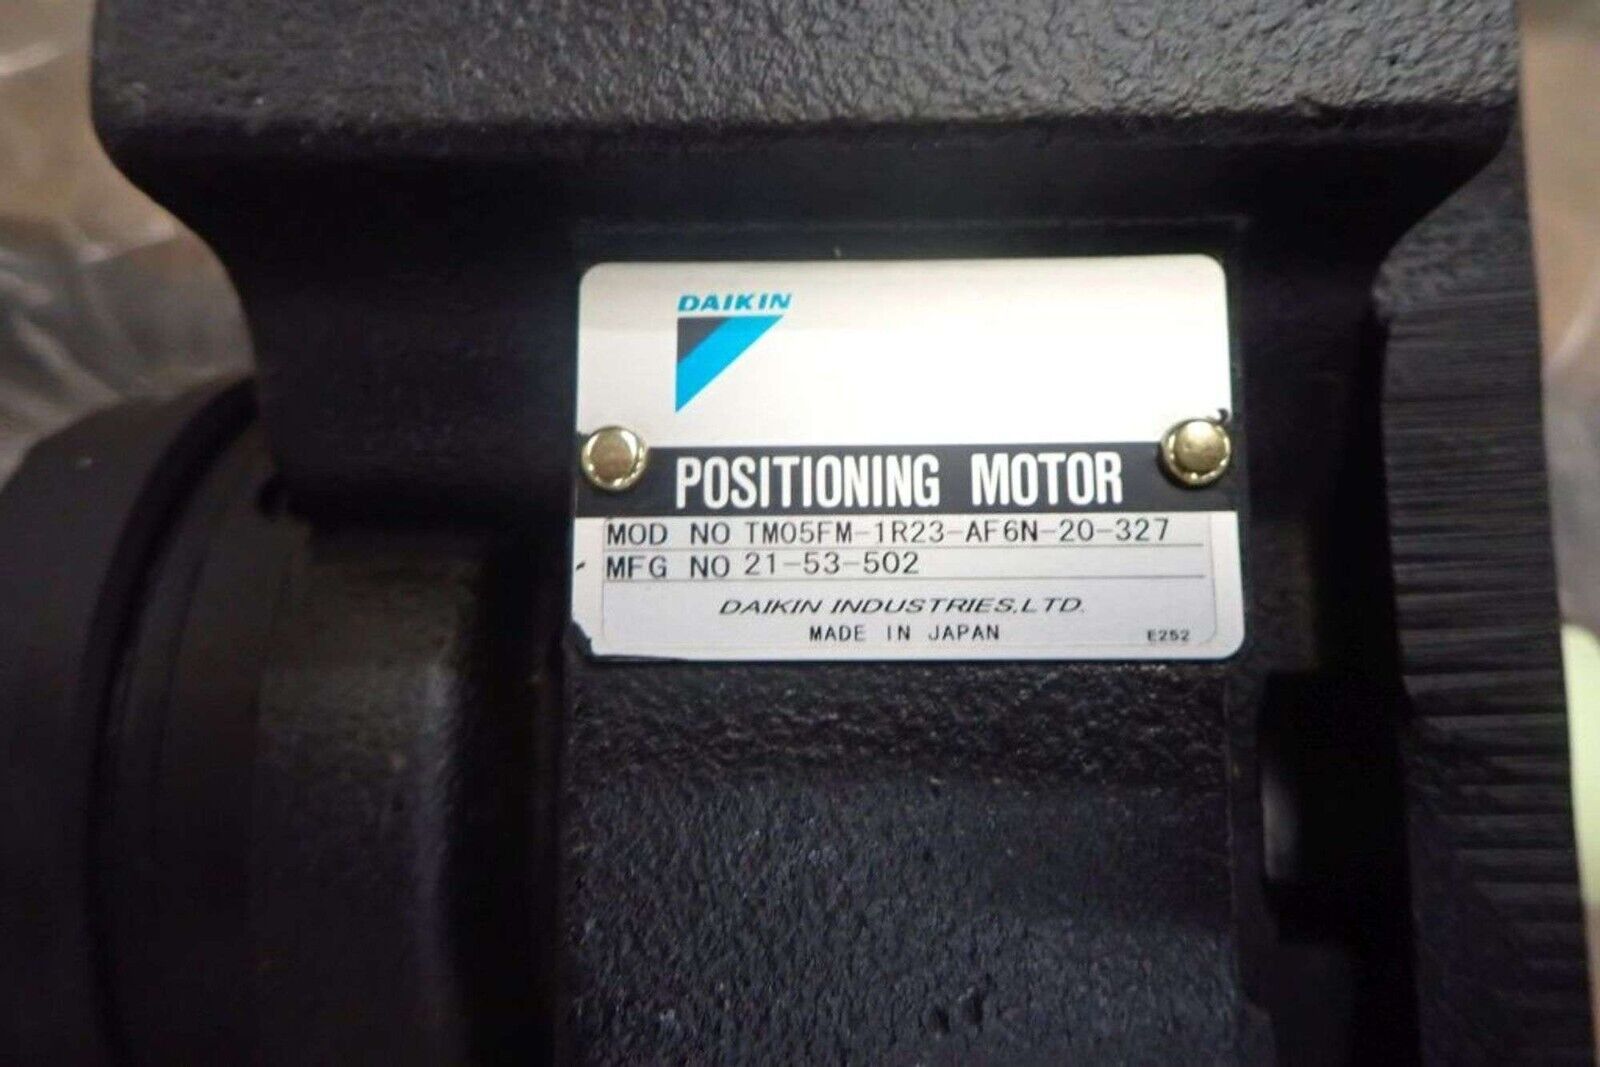 DAIKIN
POSITIONING MOTOR
MOD NO TM05FM-1R23-AF6N-20-327
MFG NO 21-53-502
DAIKIN INDUSTRIES,LTD.
MADE IN JAPAN E252